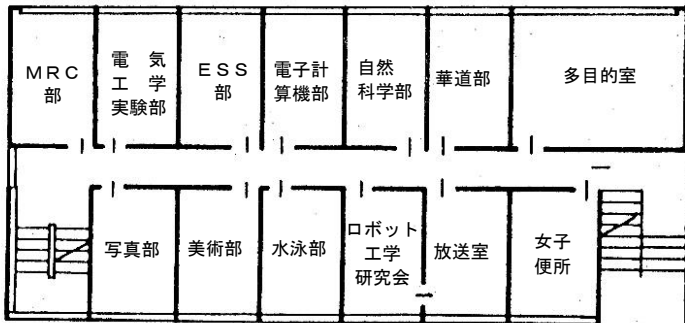 MRC
部
電気
工学
実験部
ESS
部
電子計
算機部
自然
科学部
華道部
多目的室
写真部
美術部
水泳部
ロボット
工学
研究会
放送室
女子
便所